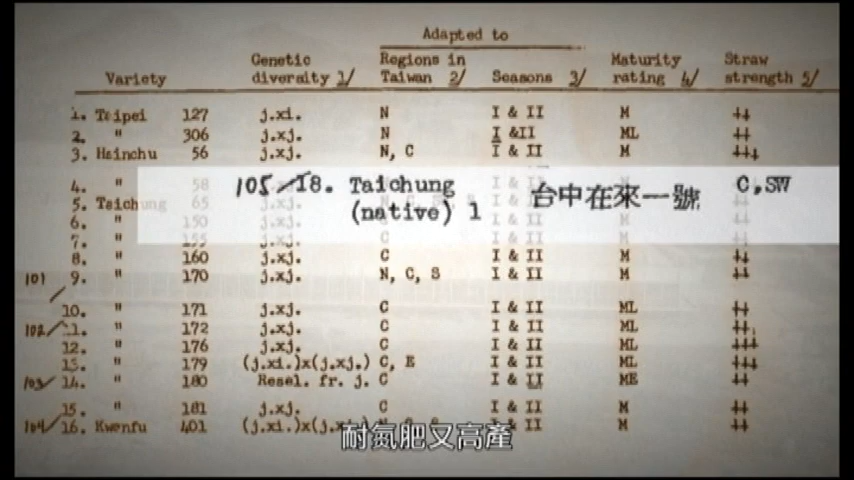 Adapted to
Genetic Regions in Maturity Straw
Variety diversity 1/ Taiwan 2/ Seasons 3/ rating 4/ strength 5/
1. Taipei 127 j.xi. N I & II M ++
2. " 306 j.xj. N I &II ML ++
3. Hsinchu 56 j.xj. N, C I & II M +++
4. " 58
105/18. Taichung 台中在來一號 C,SW
5. Taichung 65
(native) 1
6. " 150
7. " 155 C M
8. " 160 j.xj. C I & II M ++
101/ 9. " 170 j.xj. N, C, S I & II M ++
10. " 171 j.xj. C I & II ML ++
102/ 11. " 172 j.xj. C I & II ML ++
12. " 176 j.xj. C I & II ML +++
13. " 179 (j.xi.)x(j.xj.) C, E I & II ML +++
103/ 14. " 180 Resel. fr. j. C I & II ME ++
15. " 181 j.xj. C I & II M ++
104/ 16. Kwenfu 401 (j.xi.)x(j.x I & II M ++
耐氮肥又高產